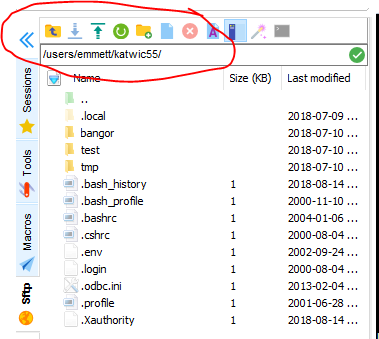 /users/emmett/katwic55/
Name Size (KB) Last modified
..
.local 2018-07-09 ...
bangor 2018-07-10 ...
test 2018-07-10 ...
tmp 2018-07-10 ...
.bash_history 1 2018-08-14 ...
.bash_profile 1 2000-11-10 ...
.bashrc 1 2004-01-06 ...
.cshrc 1 2000-08-04 ...
.env 1 2002-09-24 ...
.login 1 2000-08-04 ...
.odbc.ini 1 2013-02-04 ...
.profile 1 2001-06-28 ...
.Xauthority 1 2018-08-14 ...
Sessions
Tools
Macros
Sftp